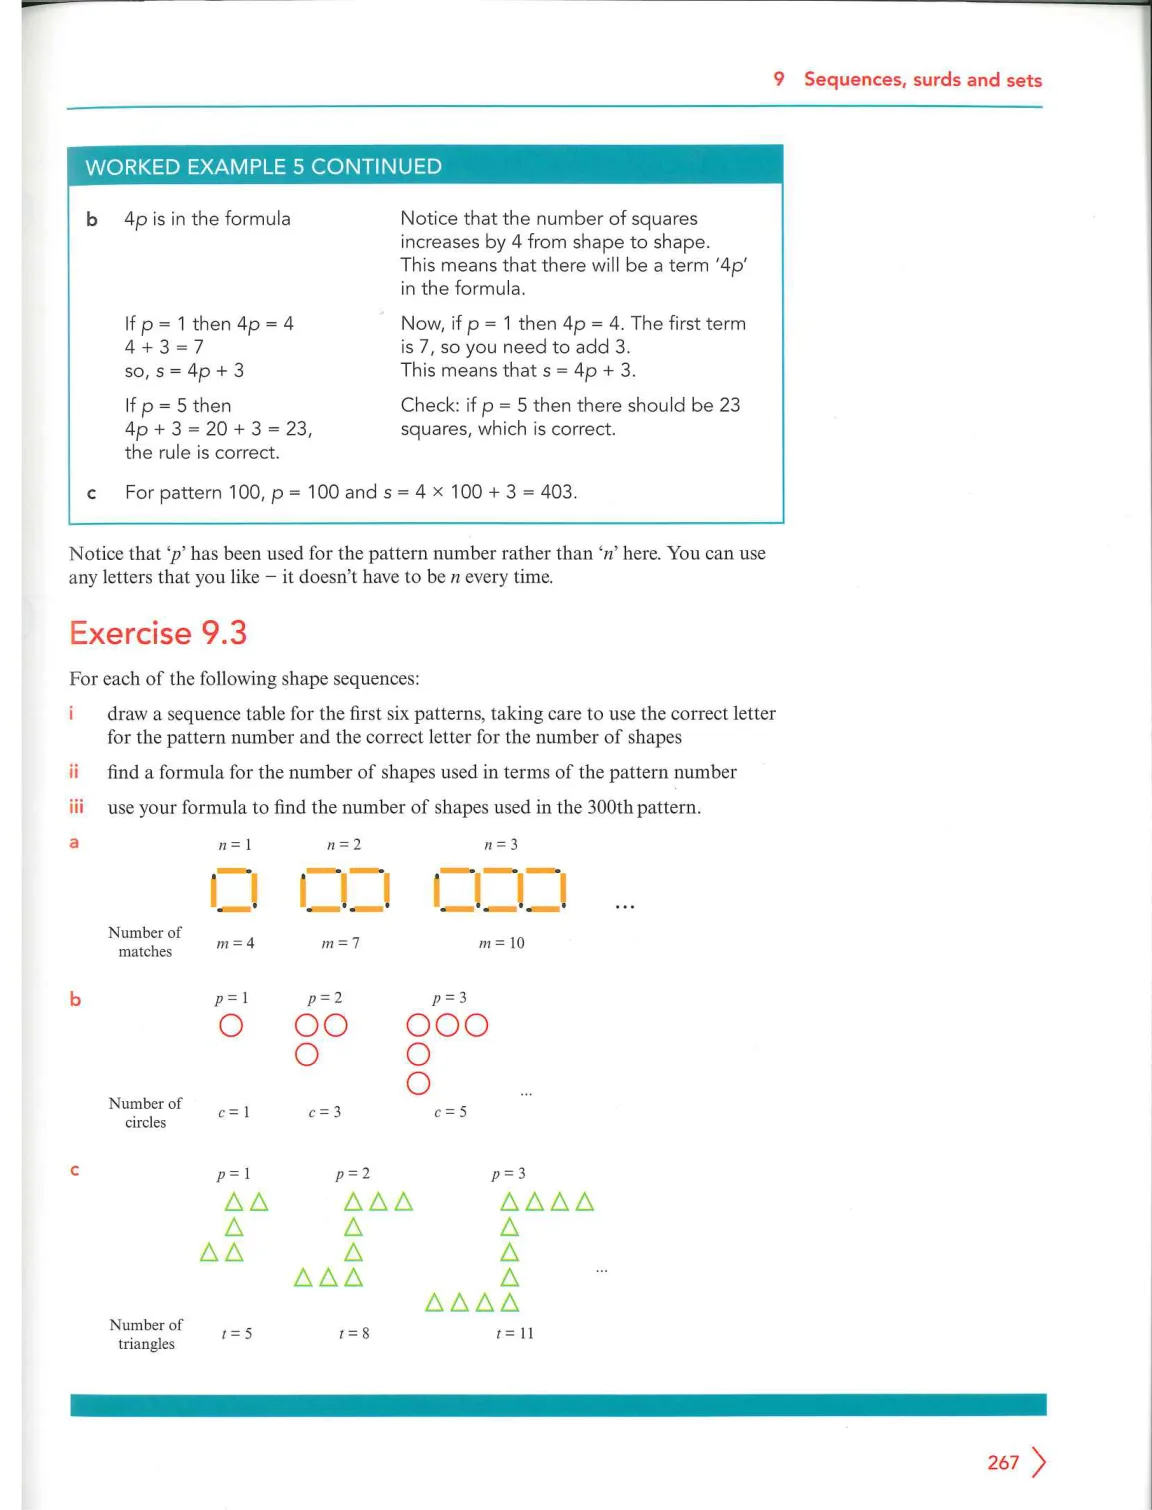 9 Sequences, surds and sets
WORKED EXAMPLE 5 CONTINUED
b 4p is in the formula
Notice that the number of squares
increases by 4 from shape to shape.
This means that there will be a term '4p'
in the formula.
If p = 1 then 4p = 4
4 + 3 = 7
so, s = 4p + 3
Now, if p = 1 then 4p = 4. The first term
is 7, so you need to add 3.
This means that s = 4p + 3.
If p = 5 then
4p + 3 = 20 + 3 = 23,
the rule is correct.
Check: if p = 5 then there should be 23
squares, which is correct.
c For pattern 100, p = 100 and s = 4 × 100 + 3 = 403.
Notice that 'p' has been used for the pattern number rather than 'n' here. You can use
any letters that you like – it doesn't have to be n every time.
Exercise 9.3
For each of the following shape sequences:
i draw a sequence table for the first six patterns, taking care to use the correct letter
for the pattern number and the correct letter for the number of shapes
ii find a formula for the number of shapes used in terms of the pattern number
iii use your formula to find the number of shapes used in the 300th pattern.
a n = 1 n = 2 n = 3
...
Number of
matches
m = 4 m = 7 m = 10
b p = 1 p = 2 p = 3
...
Number of
circles
c = 1 c = 3 c = 5
c p = 1 p = 2 p = 3
...
Number of
triangles
t = 5 t = 8 t = 11
267